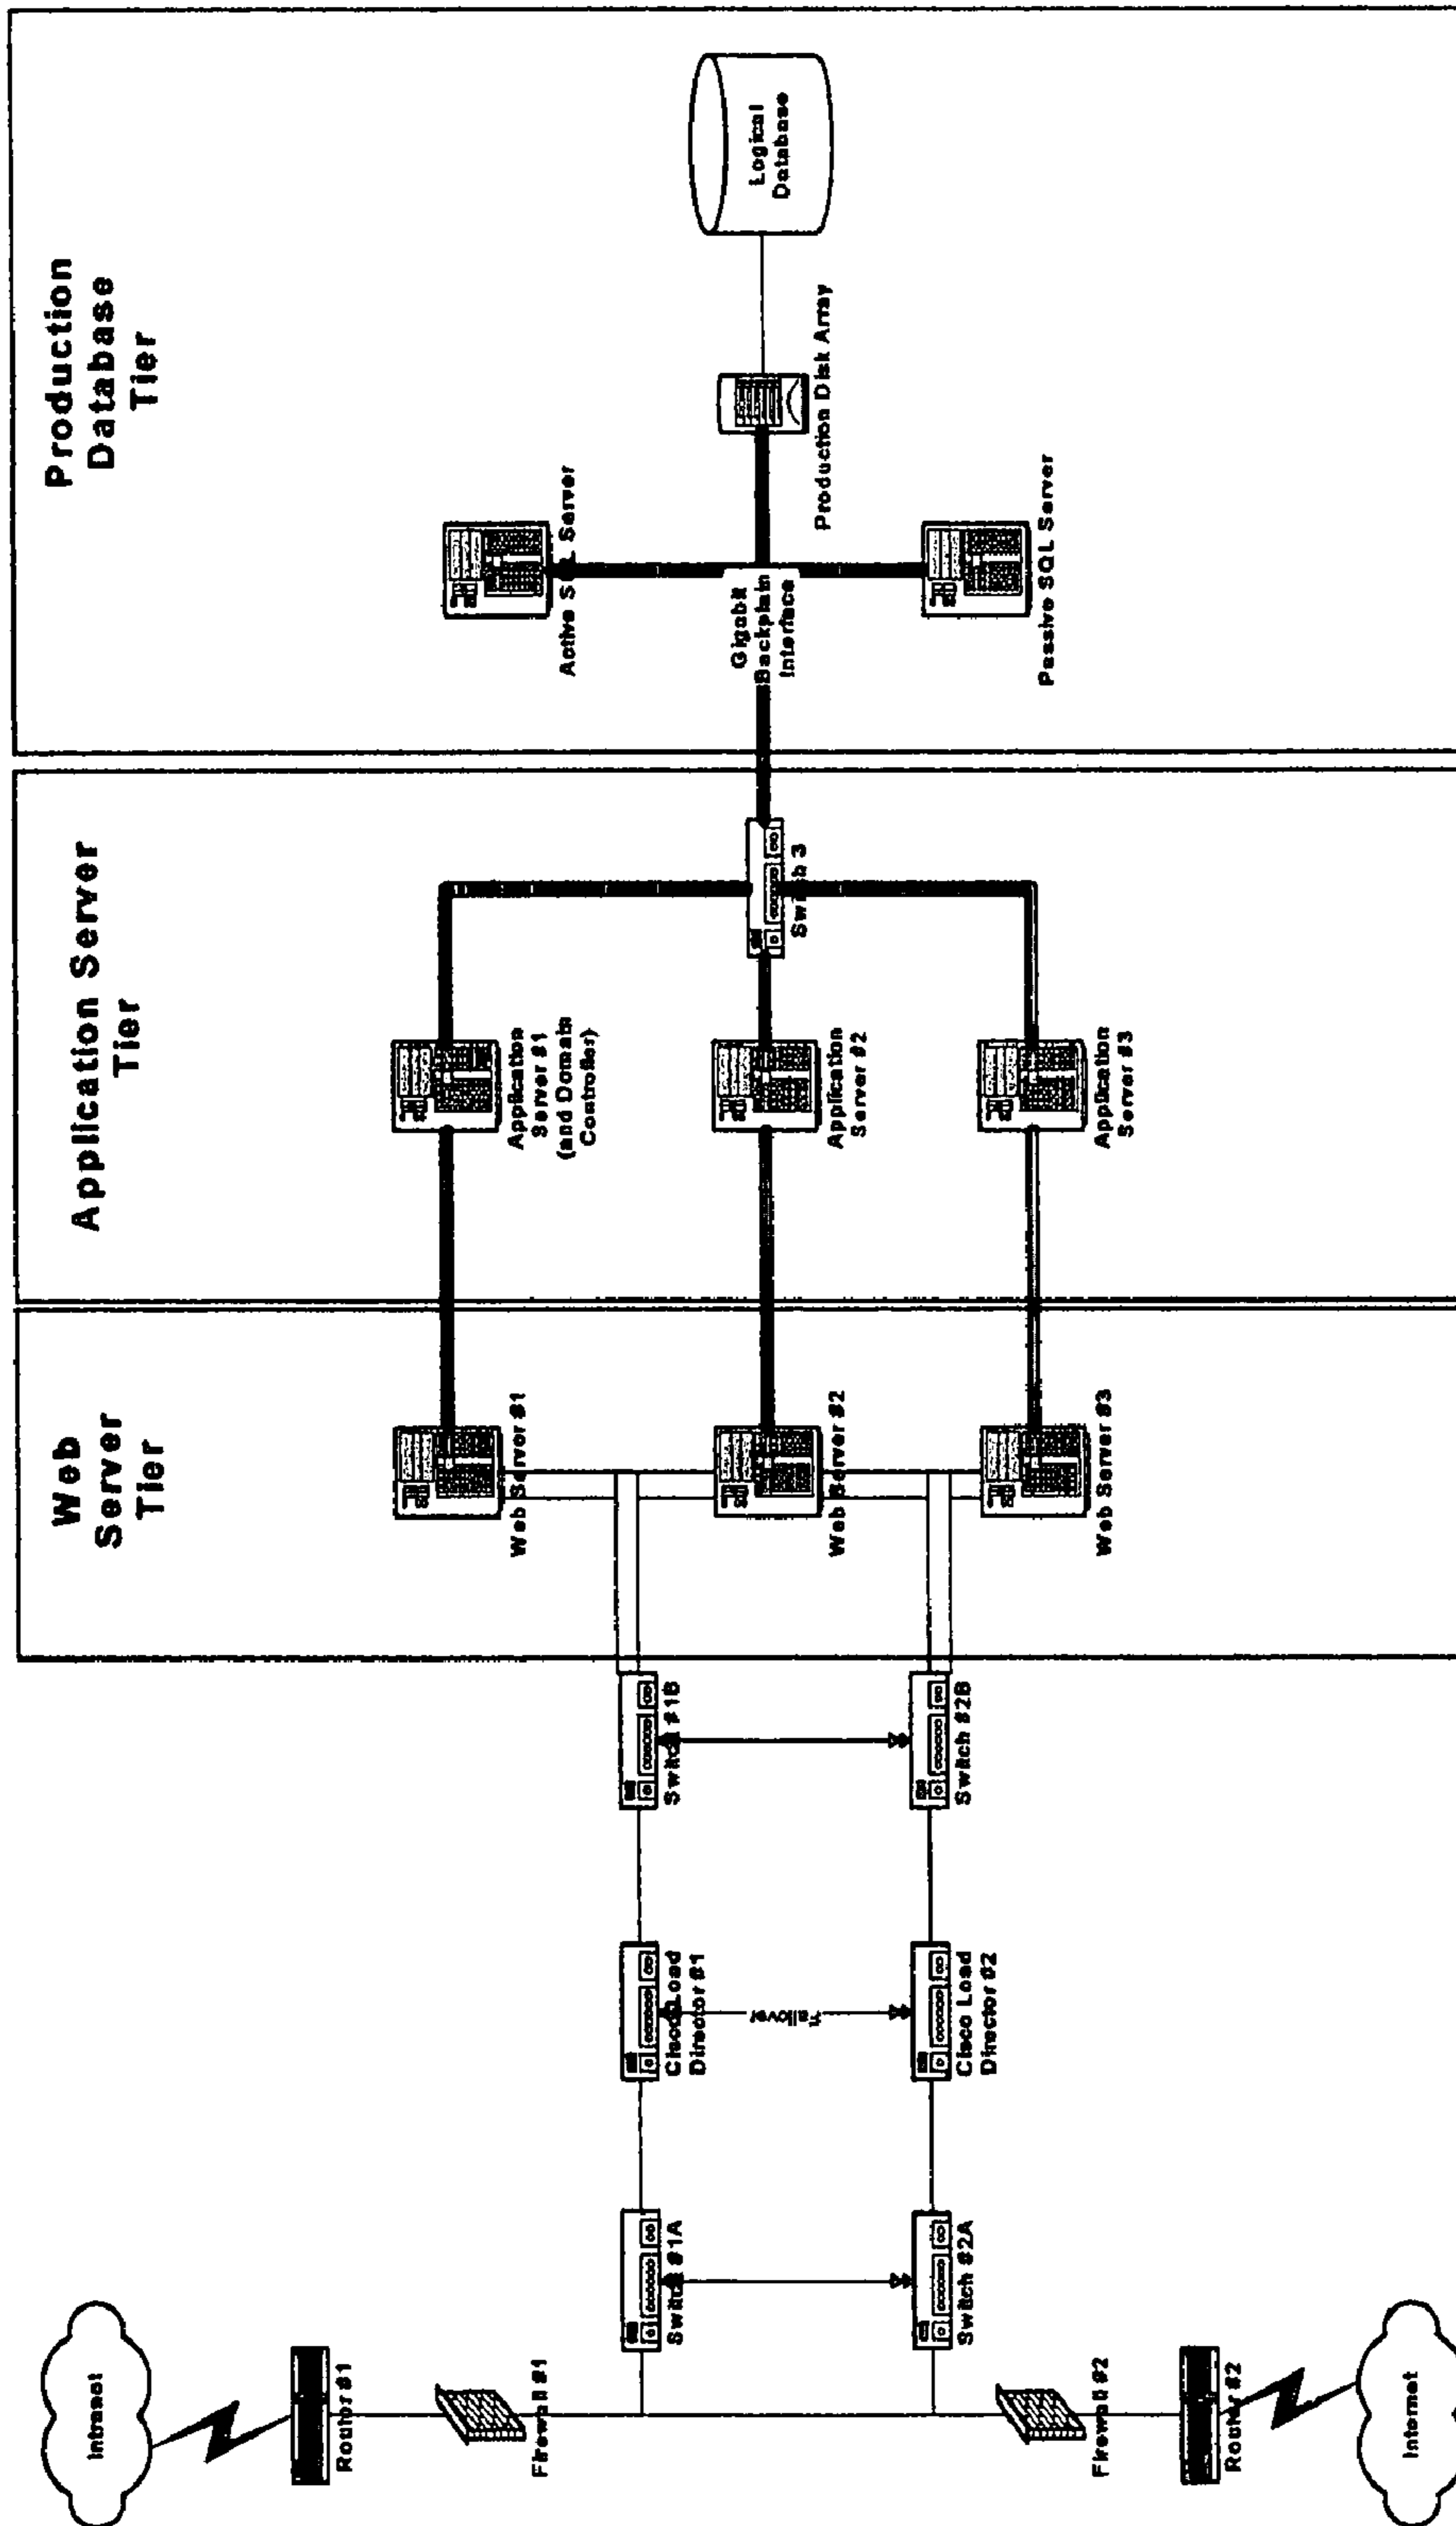 Web
Server
Tier
Application Server
Tier
Production
Database
Tier
Intranet
Router #1
Firewall #1
Switch #1A
Cisco Load
Director #1
Switch #1B
Web Server #1
Application
Server #1
(and Domain
Controller)
Active SQL Server
failover
Web Server #2
Application
Server #2
Switch 3
Gigabit
Backplain
Interface
Production Disk Array
Logical
Database
Switch #2A
Cisco Load
Director #2
Switch #2B
Web Server #3
Application
Server #3
Passive SQL Server
Firewall #2
Router #2
Internet